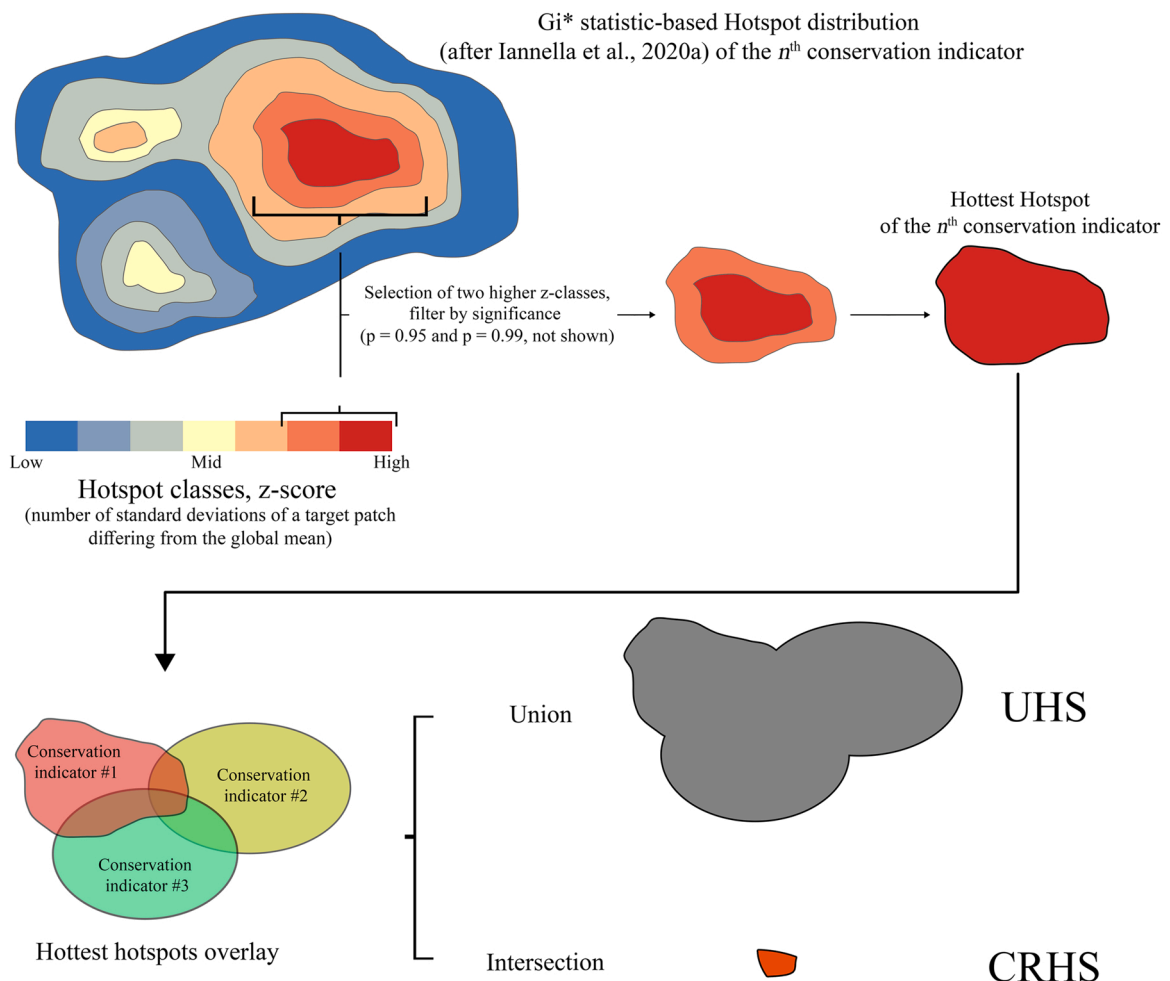 Gi* statistic-based Hotspot distribution
(after Iannella et al., 2020a) of the nth conservation indicator
Hottest Hotspot
of the nth conservation indicator
Selection of two higher z-classes,
filter by significance
(p = 0.95 and p = 0.99, not shown)
Low Mid High
Hotspot classes, z-score
(number of standard deviations of a target patch
differing from the global mean)
Conservation
indicator #1
Conservation
indicator #2
Conservation
indicator #3
Hottest hotspots overlay
Union
UHS
Intersection
CRHS